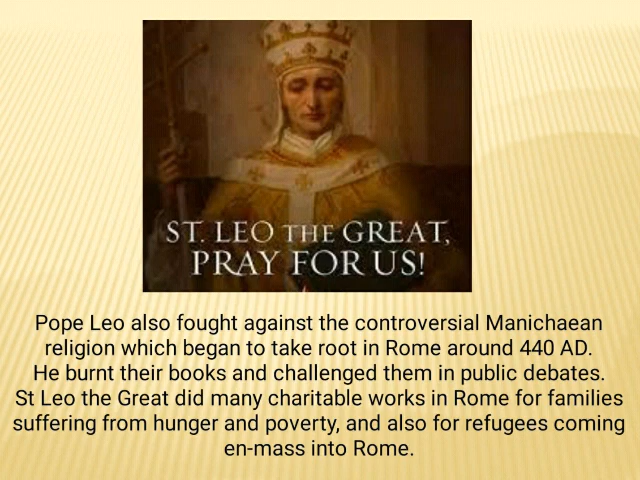 ST. LEO THE GREAT,
PRAY FOR US!
Pope Leo also fought against the controversial Manichaean
religion which began to take root in Rome around 440 AD.
He burnt their books and challenged them in public debates.
St Leo the Great did many charitable works in Rome for families
suffering from hunger and poverty, and also for refugees coming
en-mass into Rome.